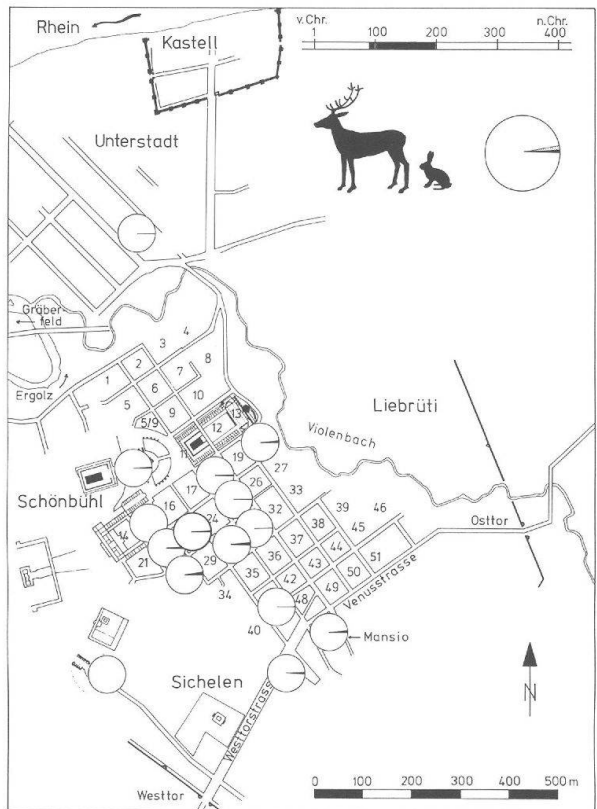 v. Chr. n. Chr.
1 100 200 300 400
Rhein
Kastell
Unterstadt
Gräber-
feld
Ergolz
3 4
1 2 7 8
5 6 10
5/9 9 12 13
11
19 27
Violenbach
Liebrüti
Schönbühl
16 17 26 33
24 32 39 46
14 37 38 45
Osttor
21 29 36 44 51
34 35 42 43 50
48 49
40
Venusstrasse
Mansio
Sichelen
Westtorstrasse
Westtor
N
0 100 200 300 400 500 m